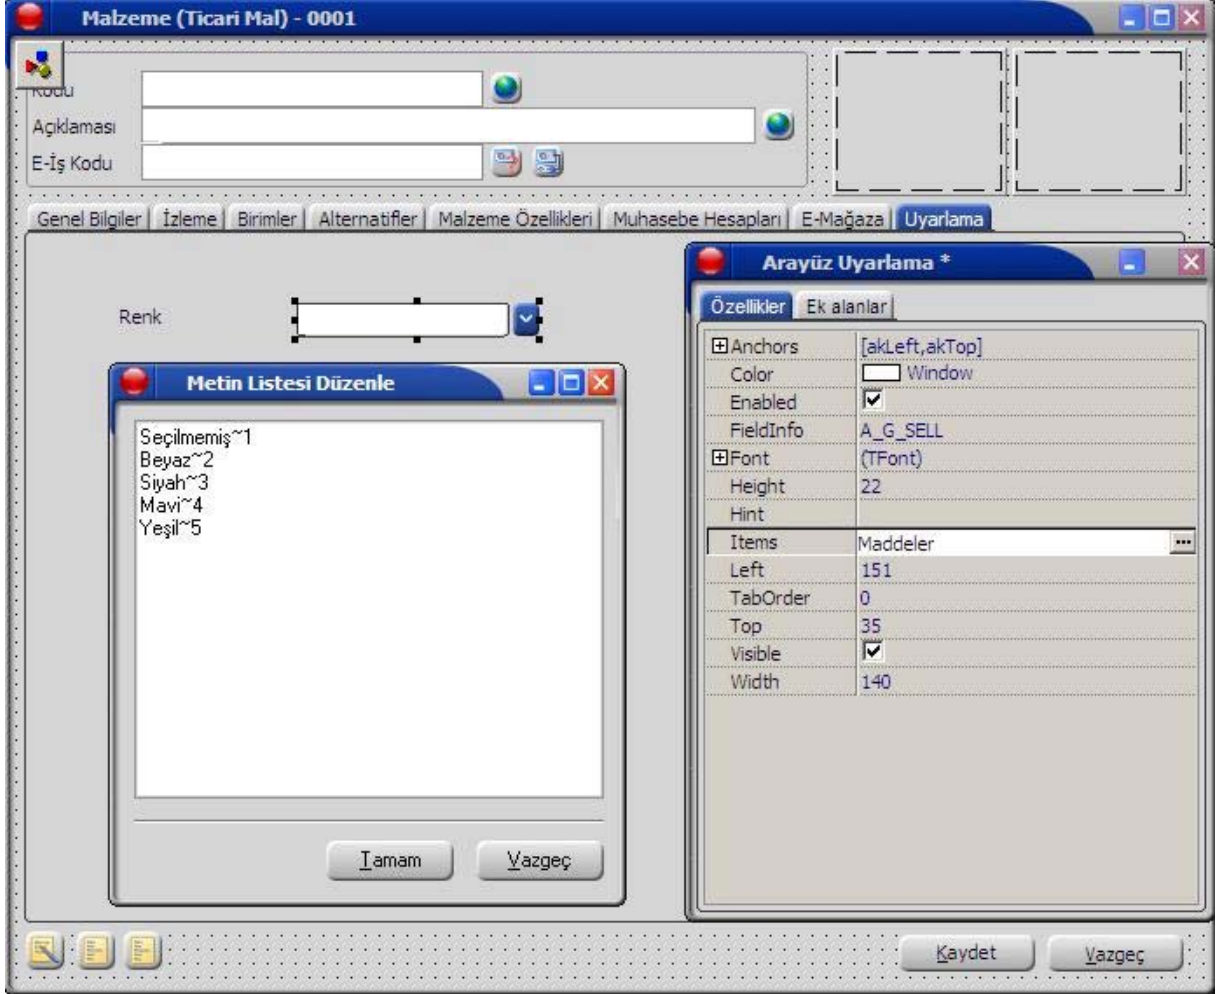 Malzeme (Ticari Mal) - 0001
Kodu
Açıklaması
E-İş Kodu
Genel Bilgiler İzleme Birimler Alternatifler Malzeme Özellikleri Muhasebe Hesapları E-Mağaza Uyarlama
Renk
Metin Listesi Düzenle
Seçilmemiş~1
Beyaz~2
Siyah~3
Mavi~4
Yeşil~5
Tamam Vazgeç
Arayüz Uyarlama *
Özellikler Ek alanlar
Anchors [akLeft,akTop]
Color Window
Enabled
FieldInfo A_G_SELL
Font (TFont)
Height 22
Hint
Items Maddeler ...
Left 151
TabOrder 0
Top 35
Visible
Width 140
Kaydet Vazgeç